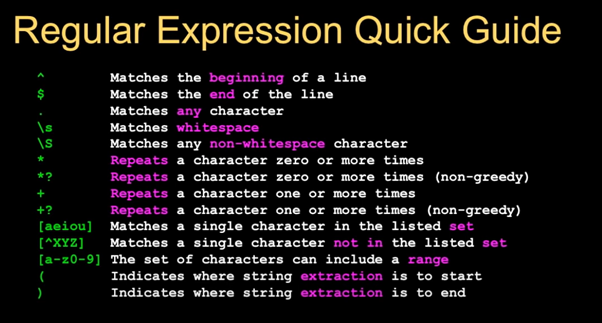 Regular Expression Quick Guide
^ Matches the beginning of a line
$ Matches the end of the line
. Matches any character
\s Matches whitespace
\S Matches any non-whitespace character
* Repeats a character zero or more times
*? Repeats a character zero or more times (non-greedy)
+ Repeats a character one or more times
+? Repeats a character one or more times (non-greedy)
[aeiou] Matches a single character in the listed set
[^XYZ] Matches a single character not in the listed set
[a-z0-9] The set of characters can include a range
( Indicates where string extraction is to start
) Indicates where string extraction is to end